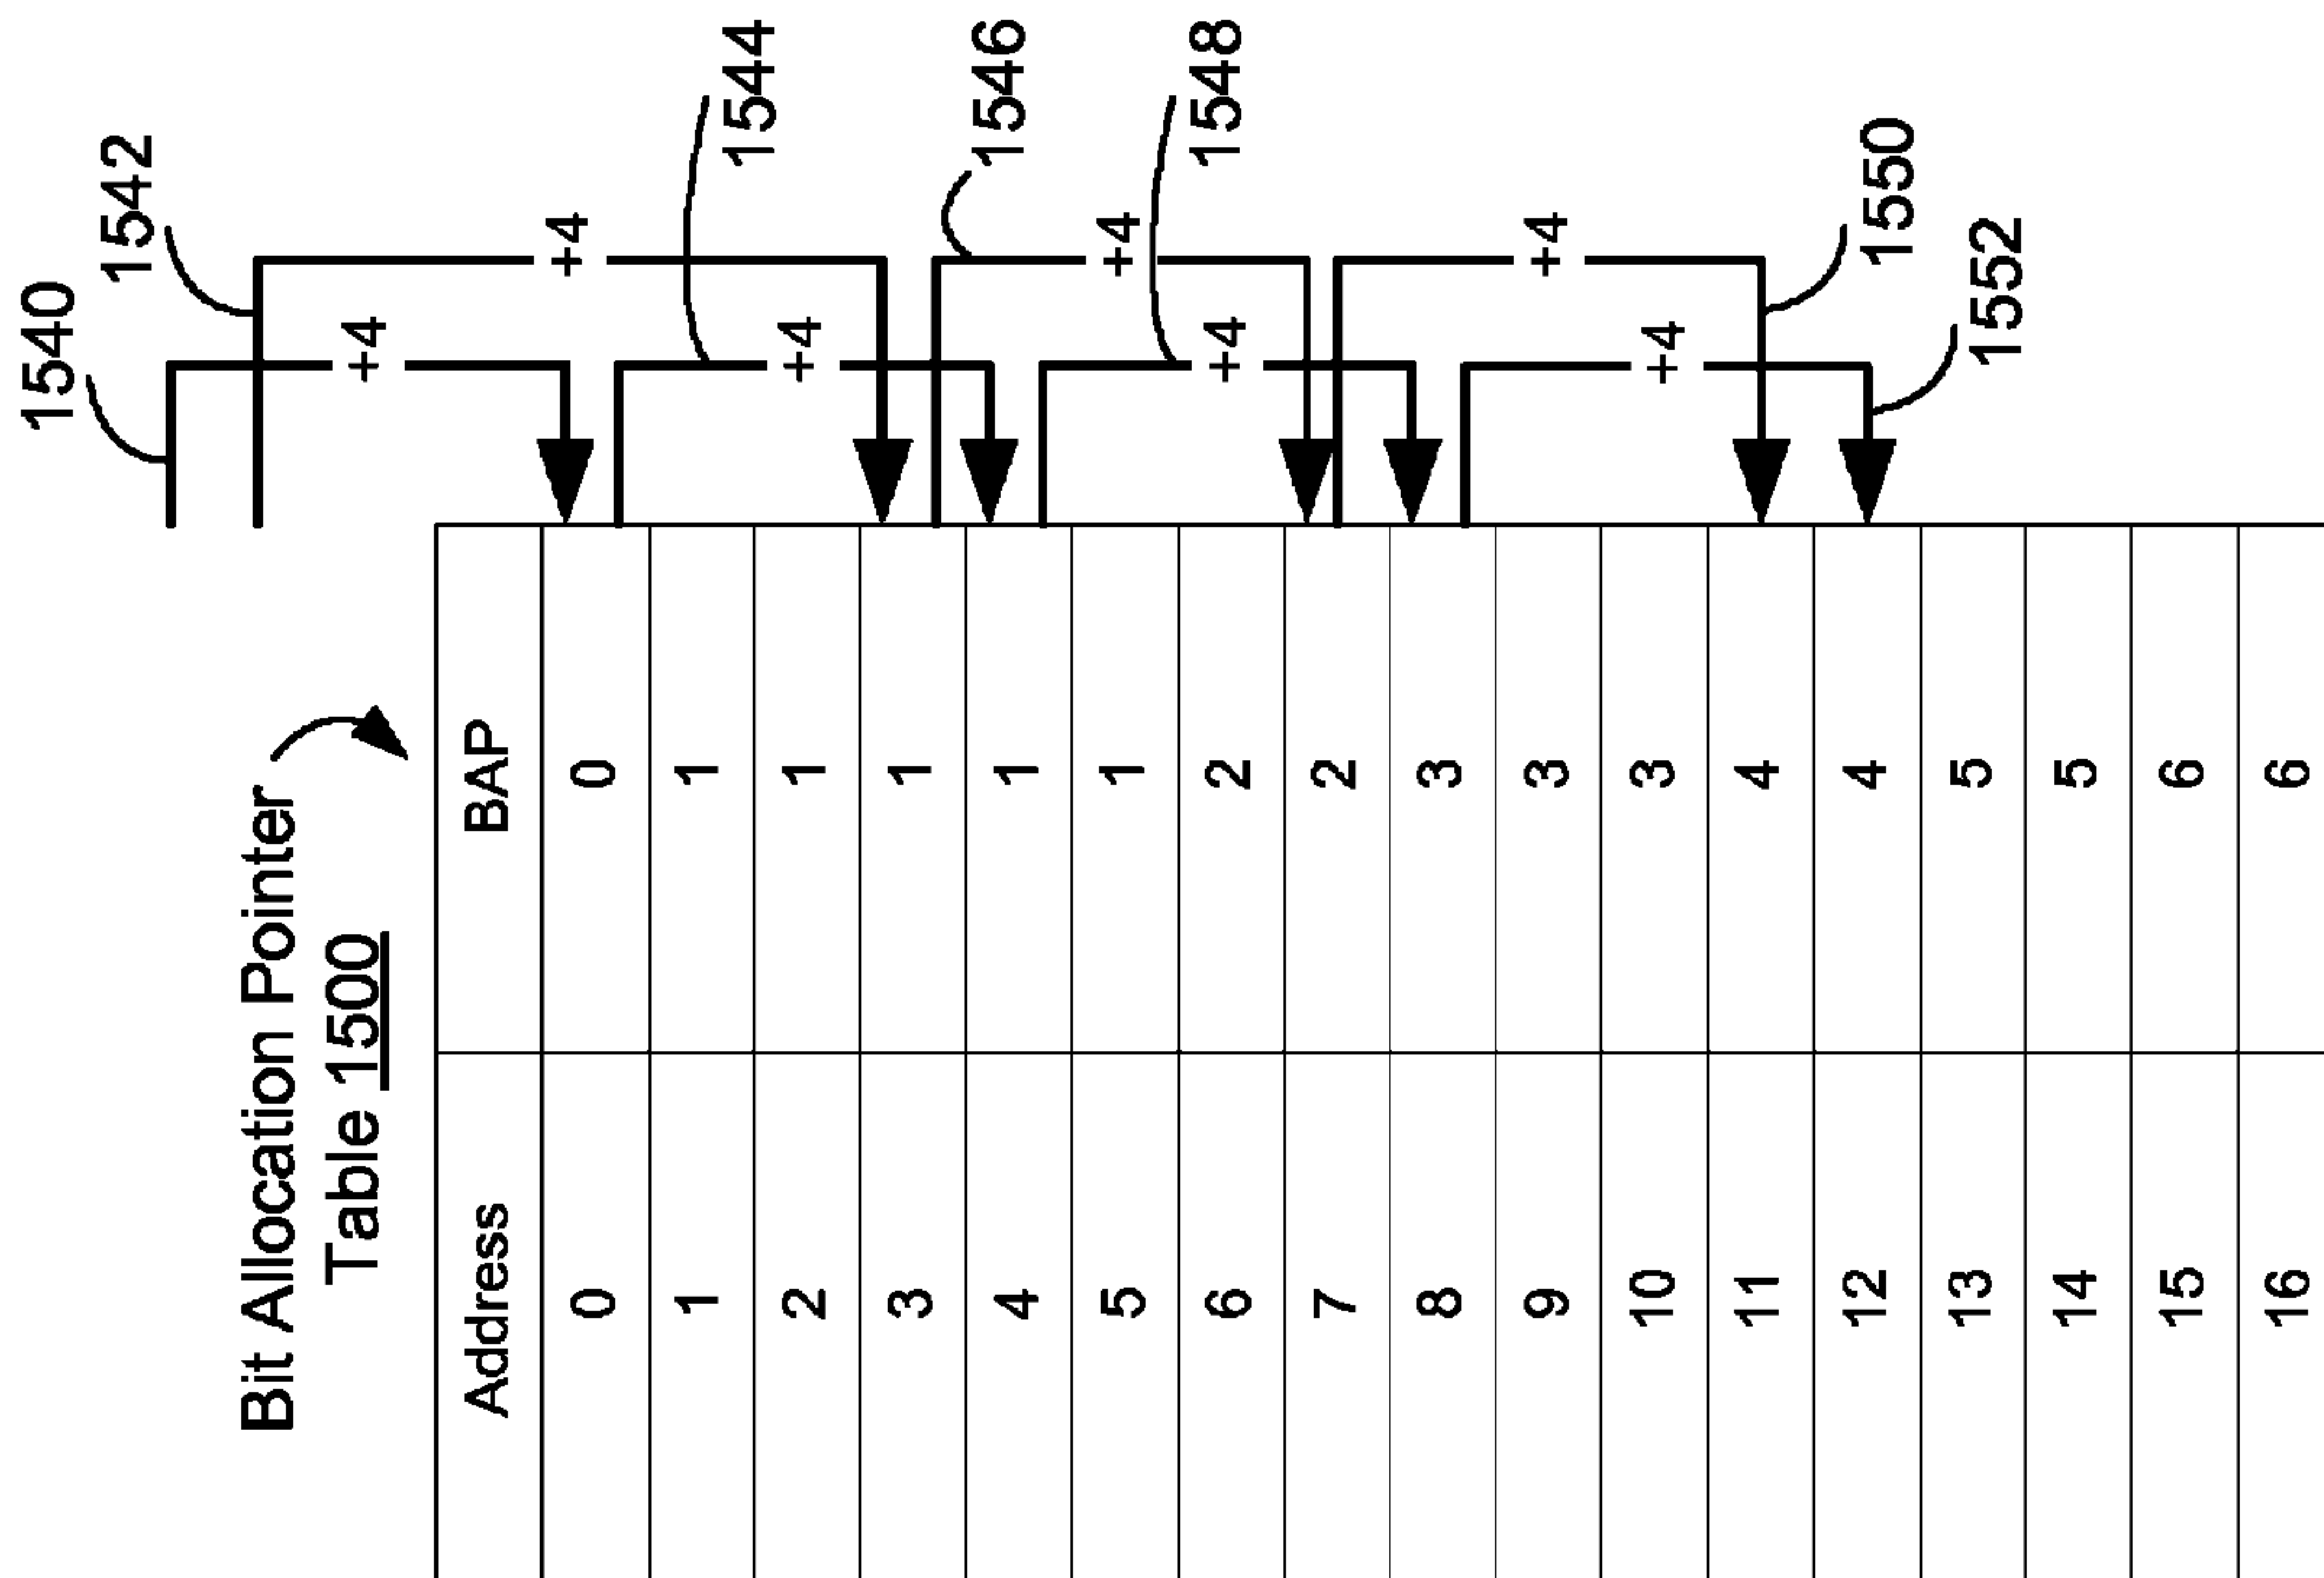 1540
1542
Bit Allocation Pointer
Table 1500
+4
Address BAP
0 0 +4
1 1
1544
2 1 +4
3 1
4 1 1546
5 1 +4
6 2 +4 1548
7 2
8 3
9 3 +4
10 3 +4
11 4
12 4 1550
13 5 1552
14 5
15 6
16 6